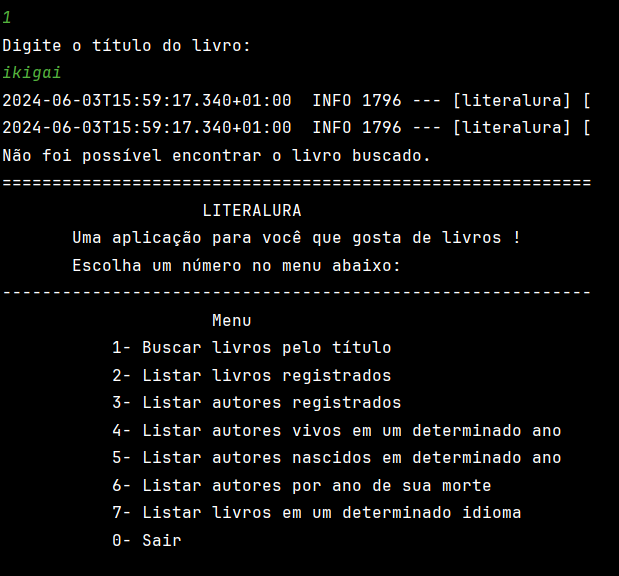 1
Digite o título do livro:
ikigai
2024-06-03T15:59:17.340+01:00  INFO 1796 --- [literalura] [
2024-06-03T15:59:17.340+01:00  INFO 1796 --- [literalura] [
Não foi possível encontrar o livro buscado.
===========================================================
LITERALURA
Uma aplicação para você que gosta de livros !
Escolha um número no menu abaixo:
-----------------------------------------------------------
Menu
1- Buscar livros pelo título
2- Listar livros registrados
3- Listar autores registrados
4- Listar autores vivos em um determinado ano
5- Listar autores nascidos em determinado ano
6- Listar autores por ano de sua morte
7- Listar livros em um determinado idioma
0- Sair